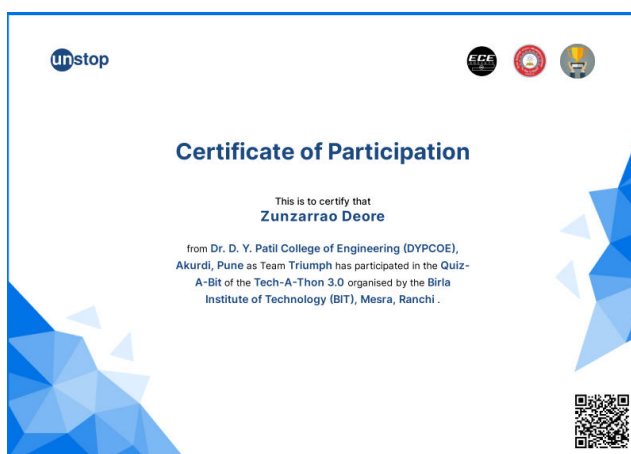 unstop
ECE
Certificate of Participation
This is to certify that
Zunzarrao Deore
from Dr. D. Y. Patil College of Engineering (DYPCOE),
Akurdi, Pune as Team Triumph has participated in the Quiz-
A-Bit of the Tech-A-Thon 3.0 organised by the Birla
Institute of Technology (BIT), Mesra, Ranchi .